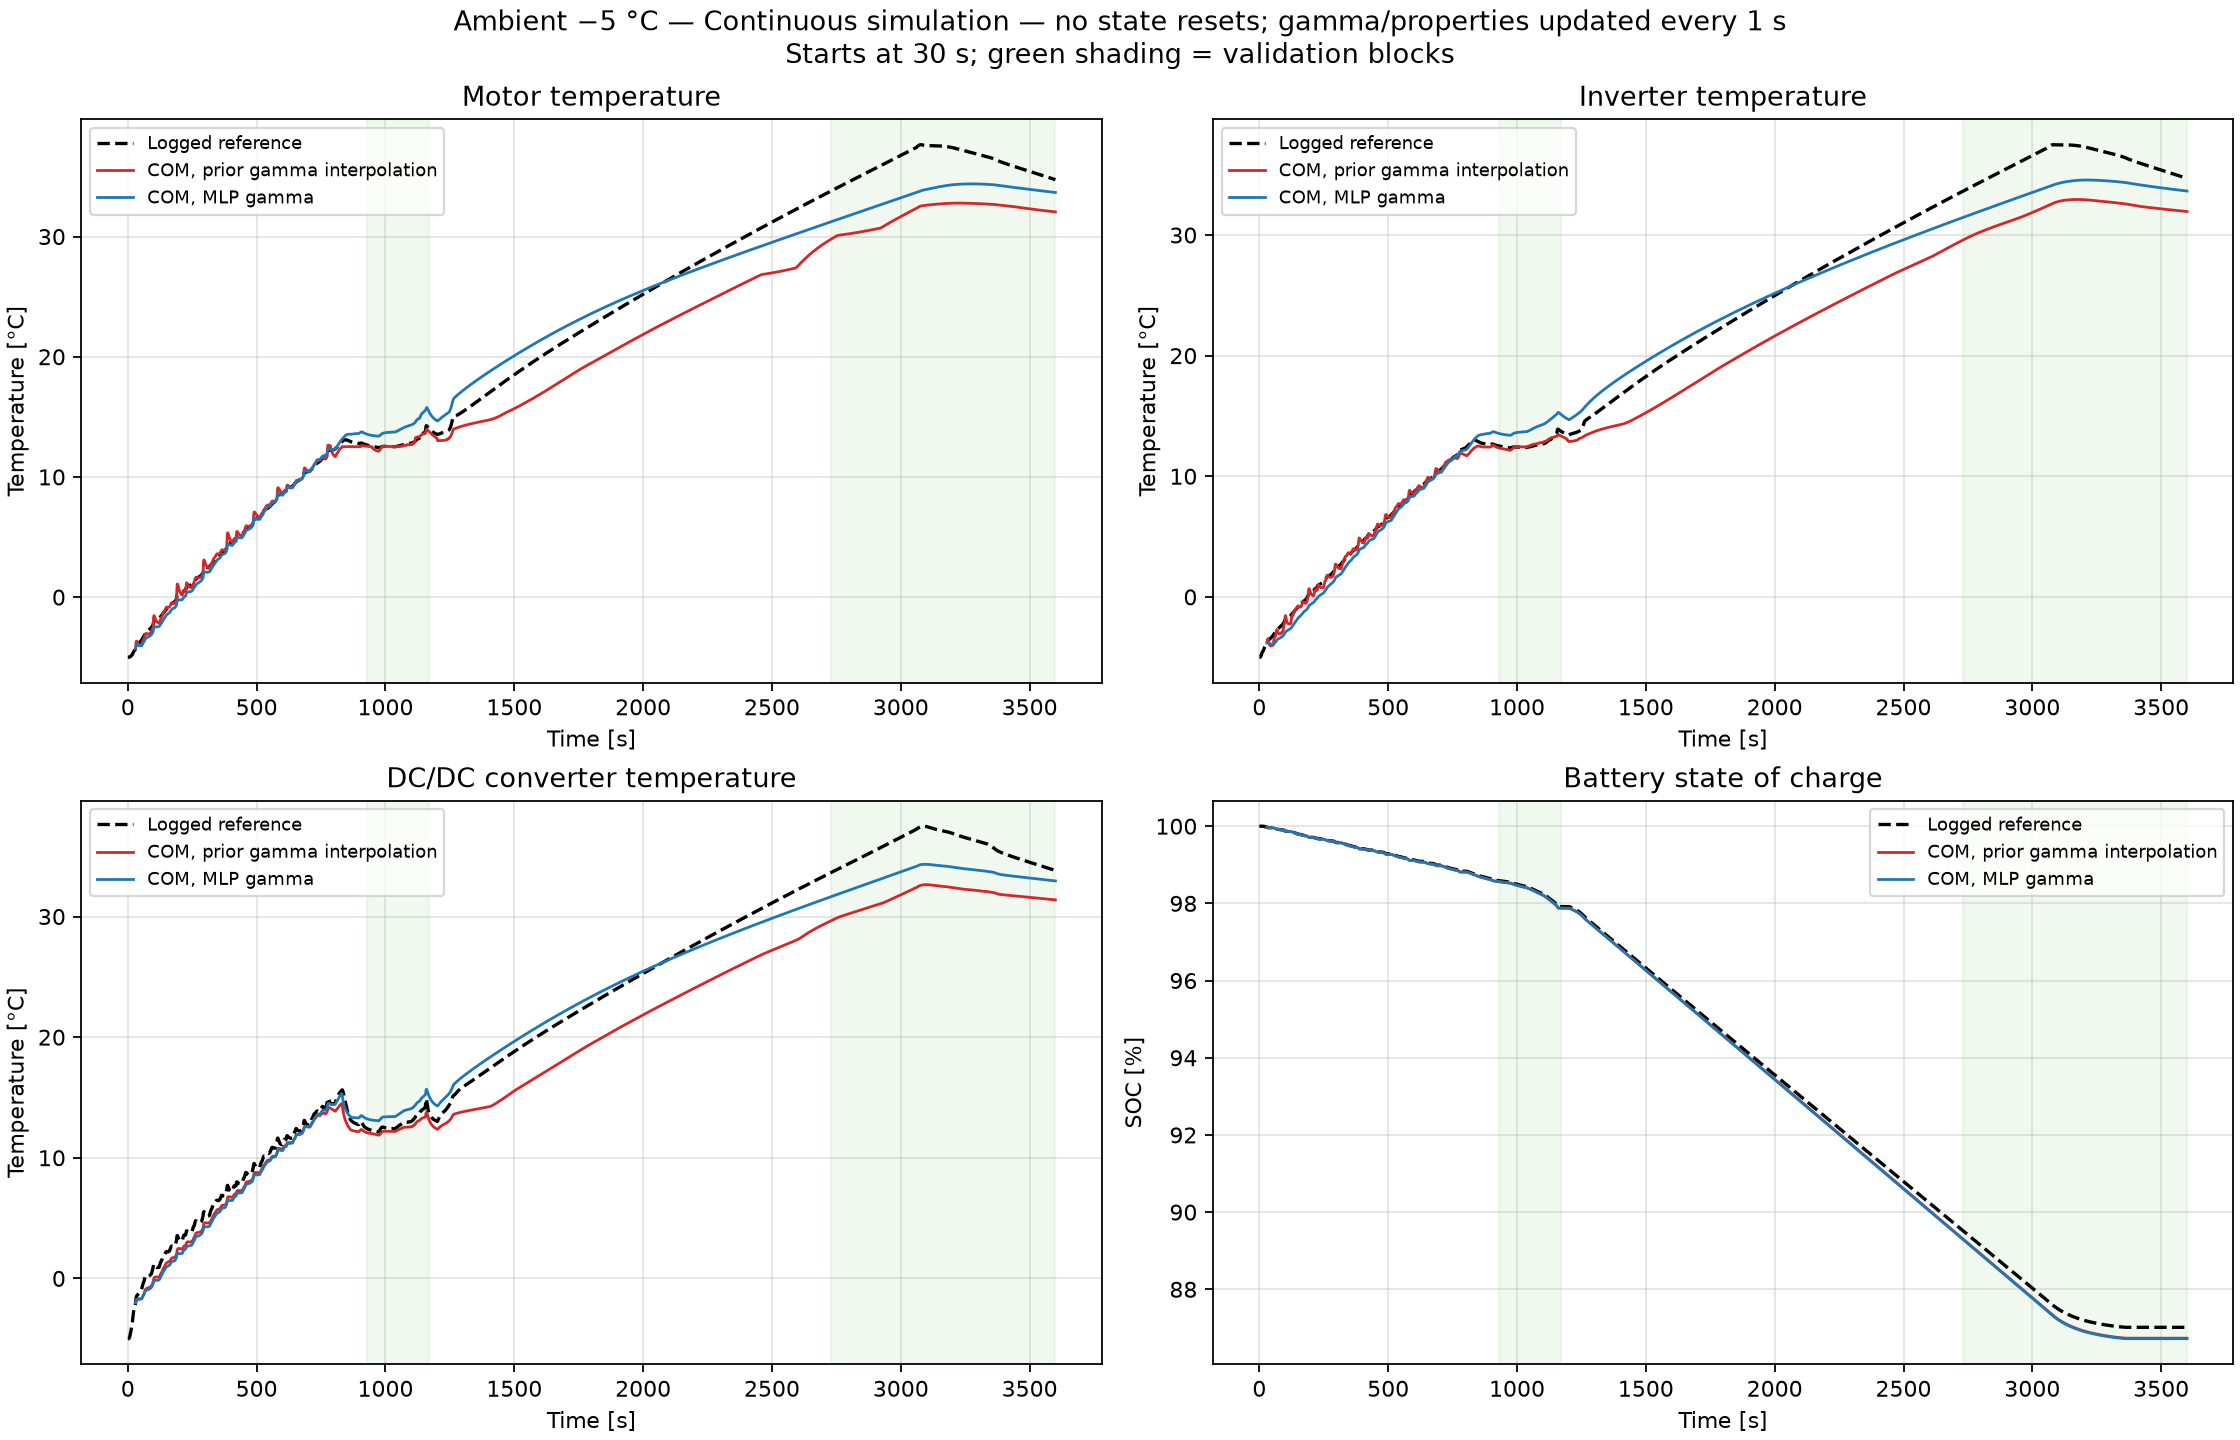 Ambient −5 °C — Continuous simulation — no state resets; gamma/properties updated every 1 s
Starts at 30 s; green shading = validation blocks
Motor temperature
Logged reference
COM, prior gamma interpolation
COM, MLP gamma
Temperature [°C]
30
20
10
0
0
500
1000
1500
2000
2500
3000
3500
Time [s]
Inverter temperature
Logged reference
COM, prior gamma interpolation
COM, MLP gamma
Temperature [°C]
30
20
10
0
0
500
1000
1500
2000
2500
3000
3500
Time [s]
DC/DC converter temperature
Logged reference
COM, prior gamma interpolation
COM, MLP gamma
Temperature [°C]
30
20
10
0
0
500
1000
1500
2000
2500
3000
3500
Time [s]
Battery state of charge
Logged reference
COM, prior gamma interpolation
COM, MLP gamma
SOC [%]
100
98
96
94
92
90
88
0
500
1000
1500
2000
2500
3000
3500
Time [s]